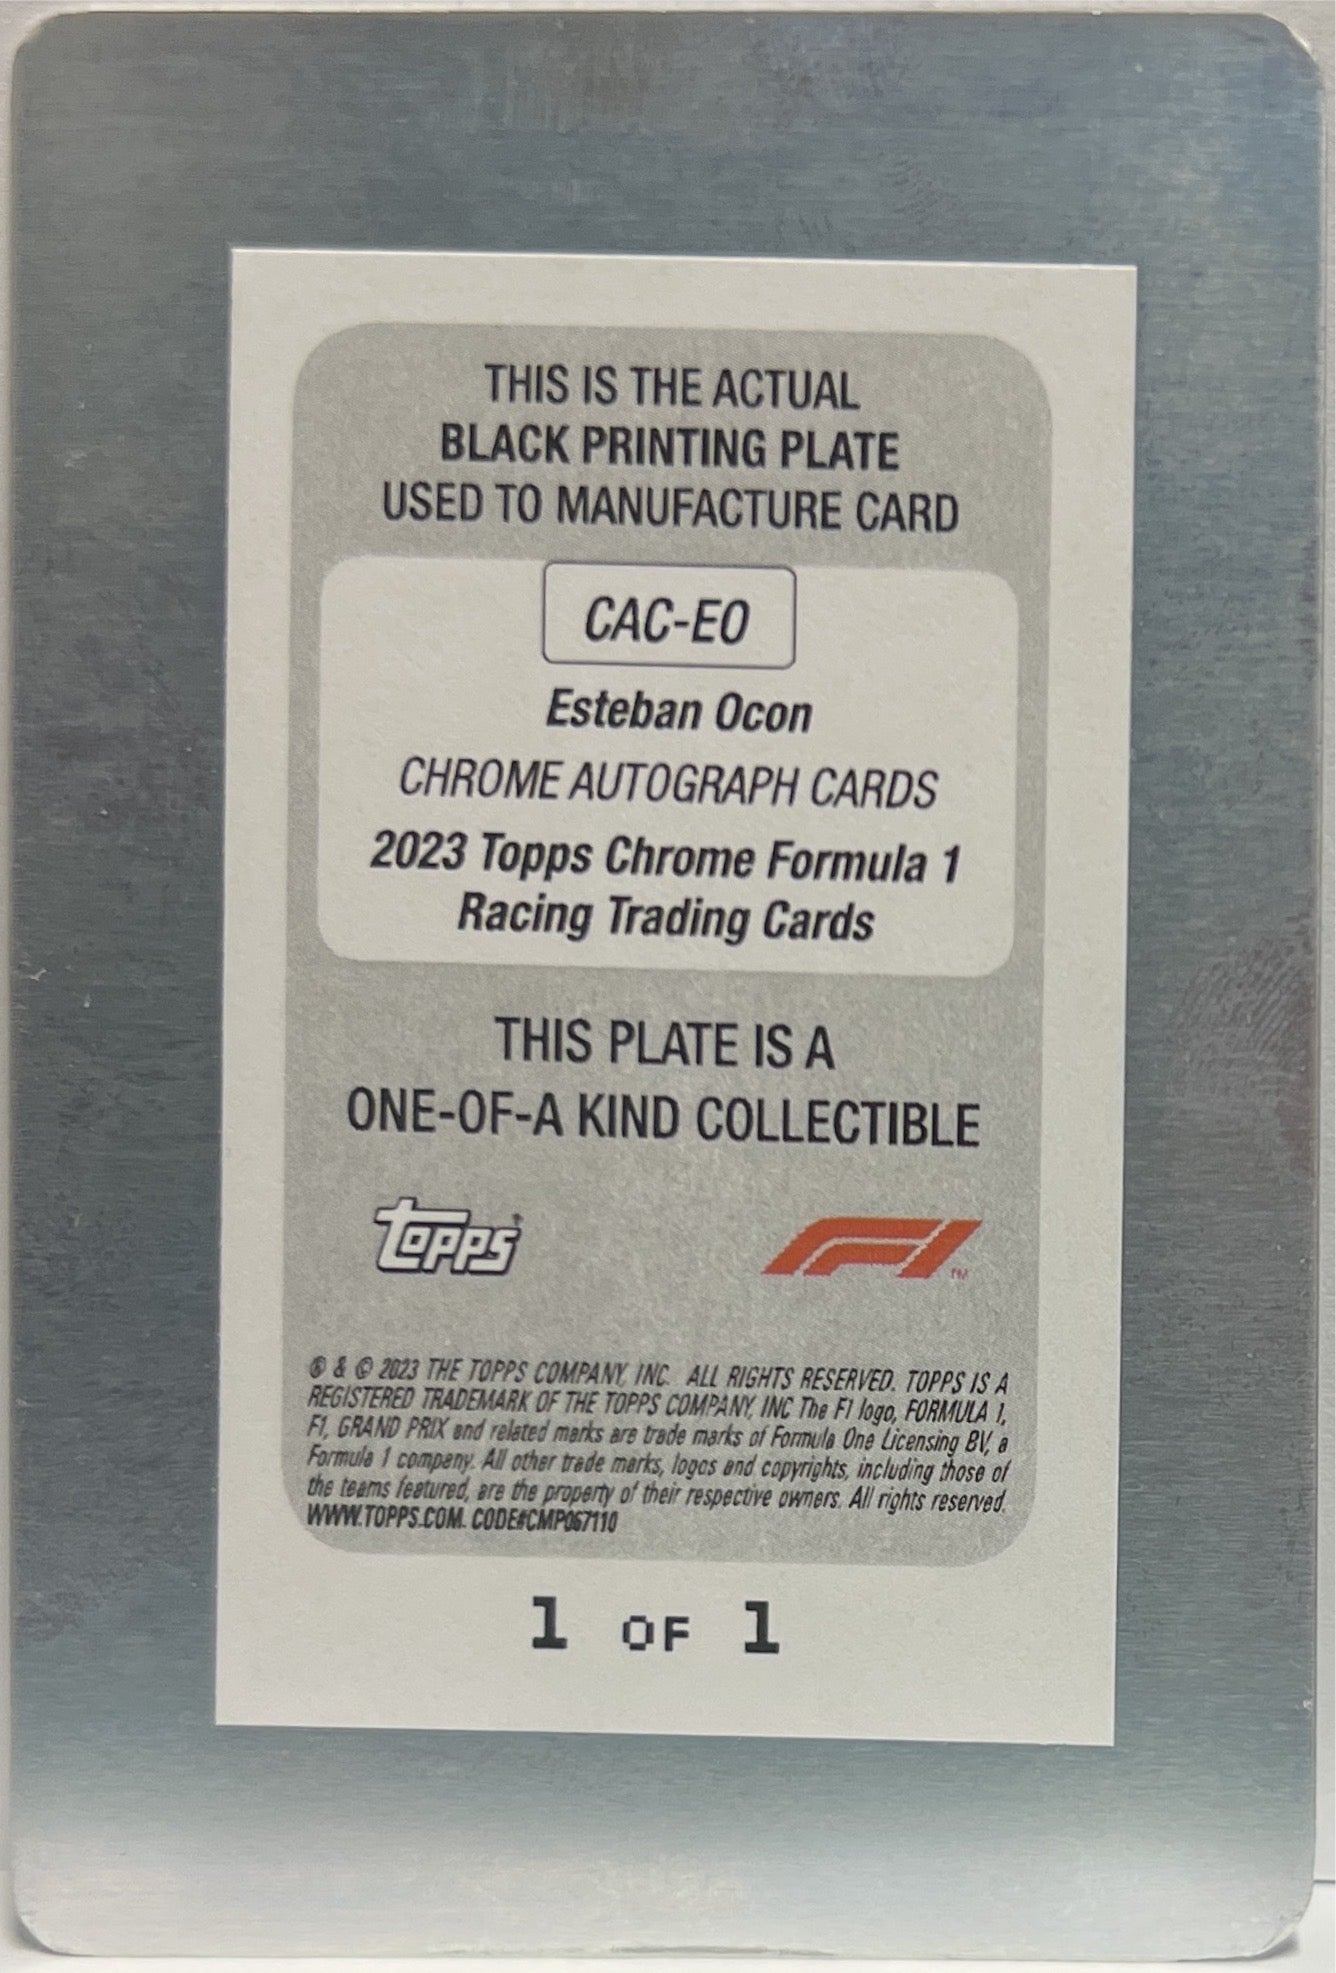 THIS IS THE ACTUAL
BLACK PRINTING PLATE
USED TO MANUFACTURE CARD
CAC-EO
Esteban Ocon
CHROME AUTOGRAPH CARDS
2023 Topps Chrome Formula 1
Racing Trading Cards
THIS PLATE IS A
ONE-OF-A KIND COLLECTIBLE
Topps
F1 ™
® & © 2023 THE TOPPS COMPANY, INC. ALL RIGHTS RESERVED. TOPPS IS A
REGISTERED TRADEMARK OF THE TOPPS COMPANY, INC The F1 logo, FORMULA 1,
F1, GRAND PRIX and related marks are trade marks of Formula One Licensing BV, a
Formula 1 company. All other trade marks, logos and copyrights, including those of
the teams featured, are the property of their respective owners. All rights reserved.
WWW.TOPPS.COM. CODE#CMP067110
1 OF 1